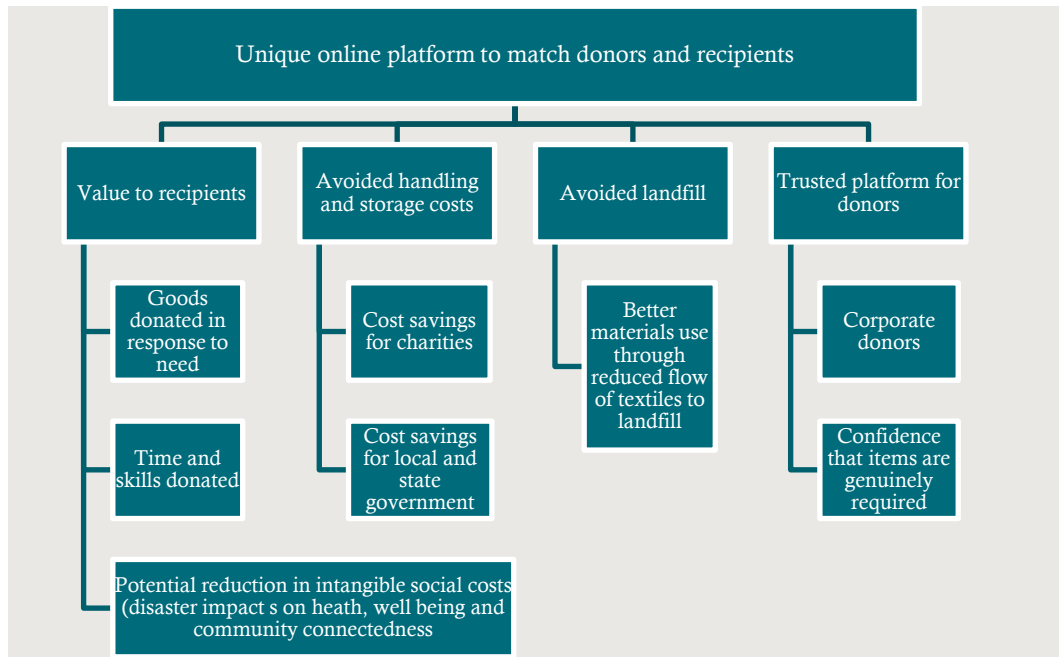 Unique online platform to match donors and recipients
Value to recipients
Avoided handling
and storage costs
Avoided landfill
Trusted platform for
donors
Goods
donated in
response to
need
Cost savings
for charities
Better
materials use
through
reduced flow
of textiles to
landfill
Corporate
donors
Time and
skills donated
Cost savings
for local and
state
government
Confidence
that items are
genuinely
required
Potential reduction in intangible social costs
(disaster impact s on heath, well being and
community connectedness